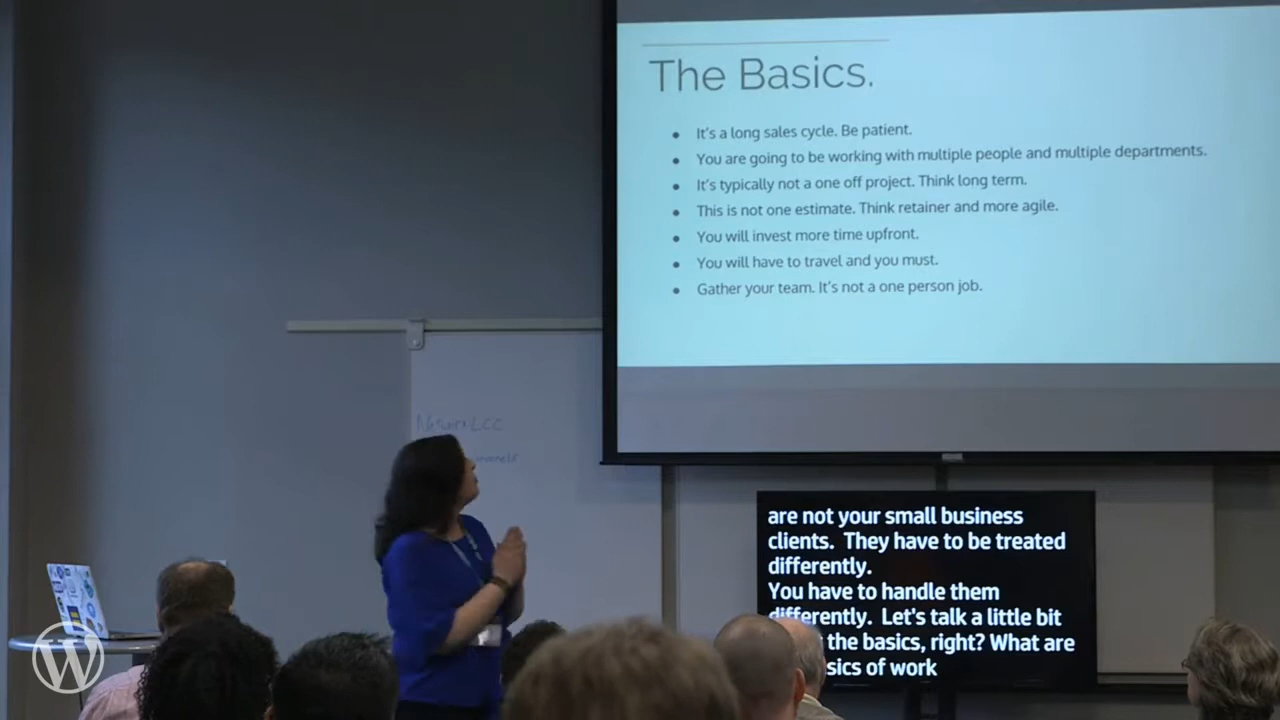 The Basics.
It's a long sales cycle. Be patient.
You are going to be working with multiple people and multiple departments.
It's typically not a one off project. Think long term.
This is not one estimate. Think retainer and more agile.
You will invest more time upfront.
You will have to travel and you must.
Gather your team. It's not a one person job.
are not your small business
clients. They have to be treated
differently.
You have to handle them
differently. Let's talk a little bit
the basics, right? What are
sics of work